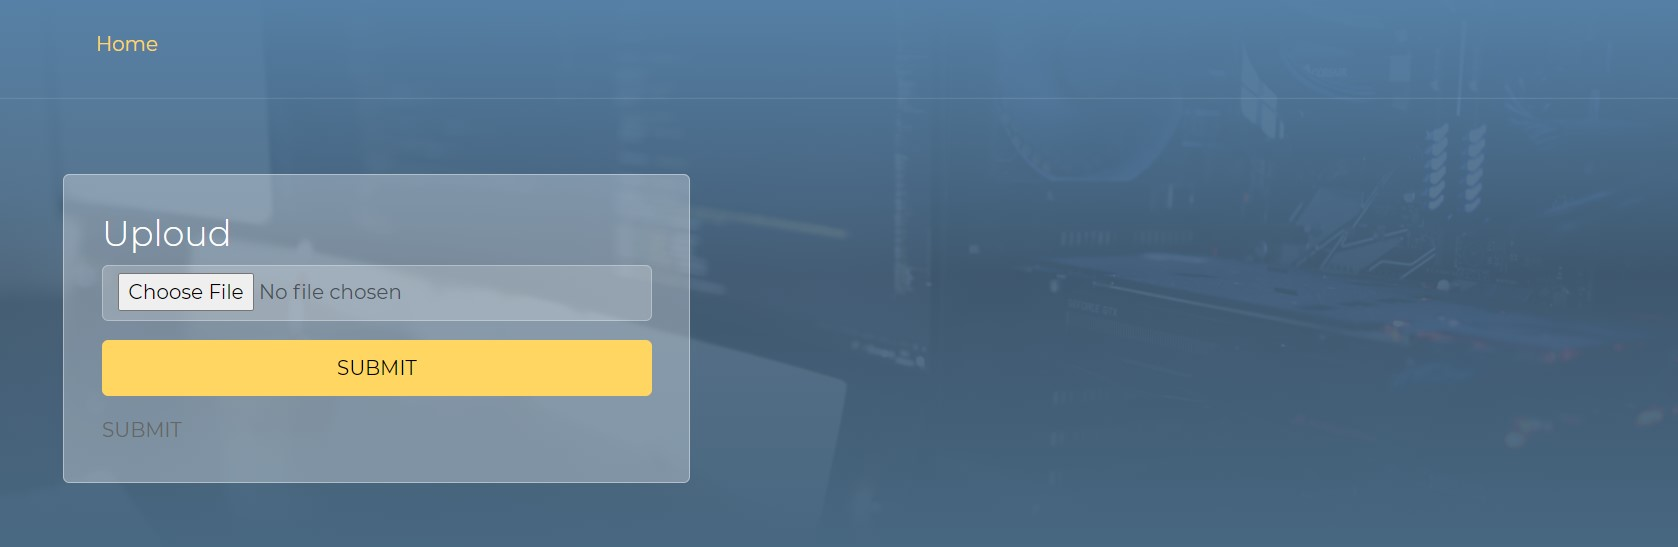 Home
Uploud
Choose File No file chosen
SUBMIT
SUBMIT